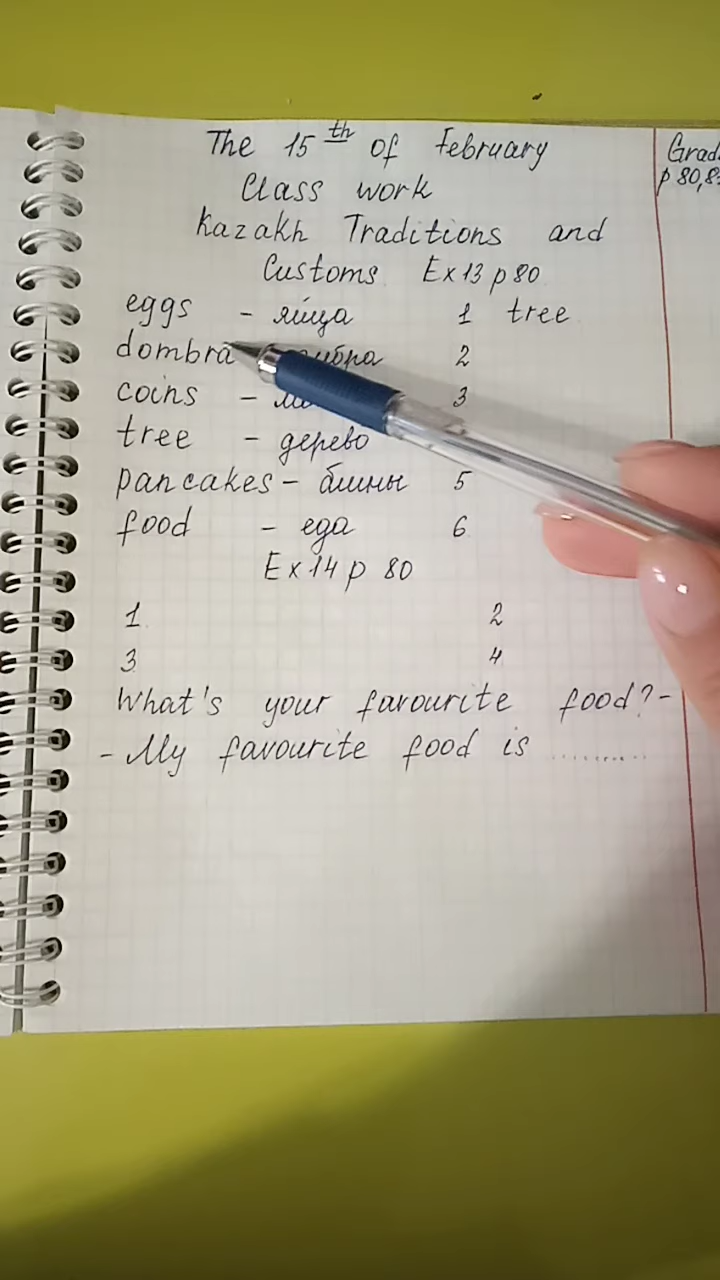 The 15th of February
Class work
Kazakh Traditions and
Customs Ex 13 p 80
eggs - яйца 1 tree
dombra 2
coins - 3
tree - дерево
pancakes - блины 5
food - еда 6
Ex 14 p 80
1 2
3 4
What's your favourite food? -
- My favourite food is ..........
p 80,8